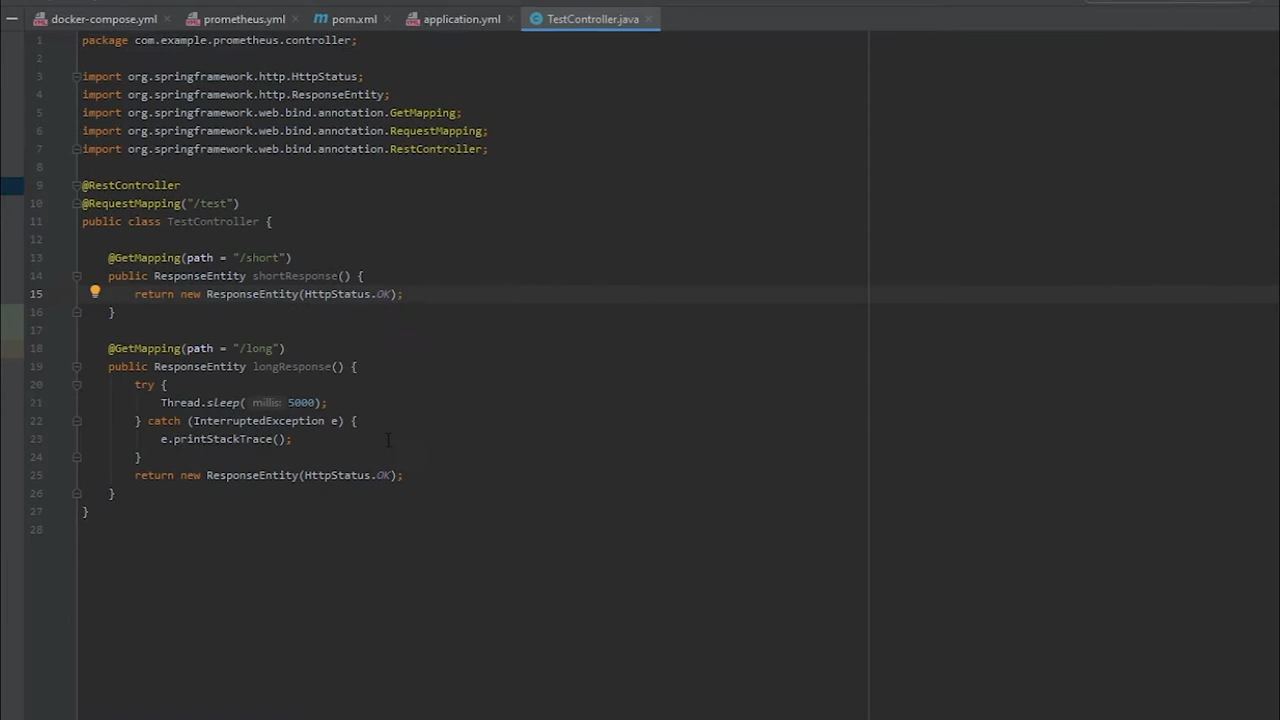 docker-compose.yml prometheus.yml pom.xml application.yml TestController.java
1 package com.example.prometheus.controller;
2
3 import org.springframework.http.HttpStatus;
4 import org.springframework.http.ResponseEntity;
5 import org.springframework.web.bind.annotation.GetMapping;
6 import org.springframework.web.bind.annotation.RequestMapping;
7 import org.springframework.web.bind.annotation.RestController;
8
9 @RestController
10 @RequestMapping("/test")
11 public class TestController {
12
13 @GetMapping(path = "/short")
14 public ResponseEntity shortResponse() {
15 return new ResponseEntity(HttpStatus.OK);
16 }
17
18 @GetMapping(path = "/long")
19 public ResponseEntity longResponse() {
20 try {
21 Thread.sleep( millis: 5000);
22 } catch (InterruptedException e) {
23 e.printStackTrace();
24 }
25 return new ResponseEntity(HttpStatus.OK);
26 }
27 }
28